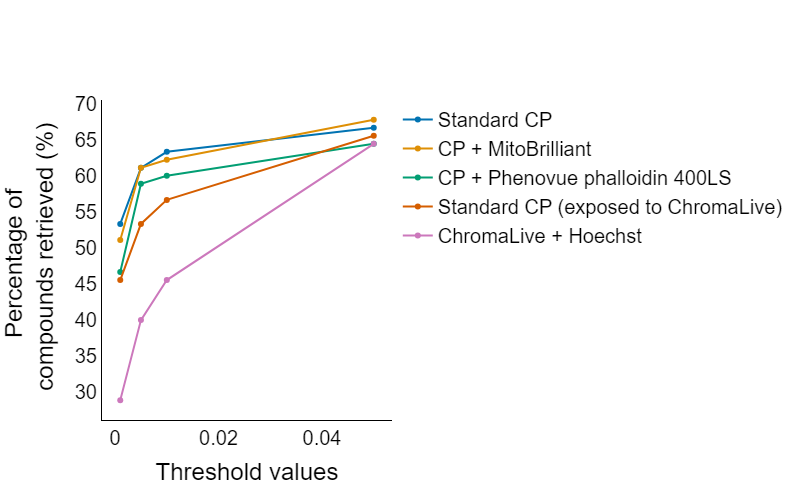 Percentage of
compounds retrieved (%)
70
65
60
55
50
45
40
35
30
0 0.02 0.04
Threshold values
Standard CP
CP + MitoBrilliant
CP + Phenovue phalloidin 400LS
Standard CP (exposed to ChromaLive)
ChromaLive + Hoechst